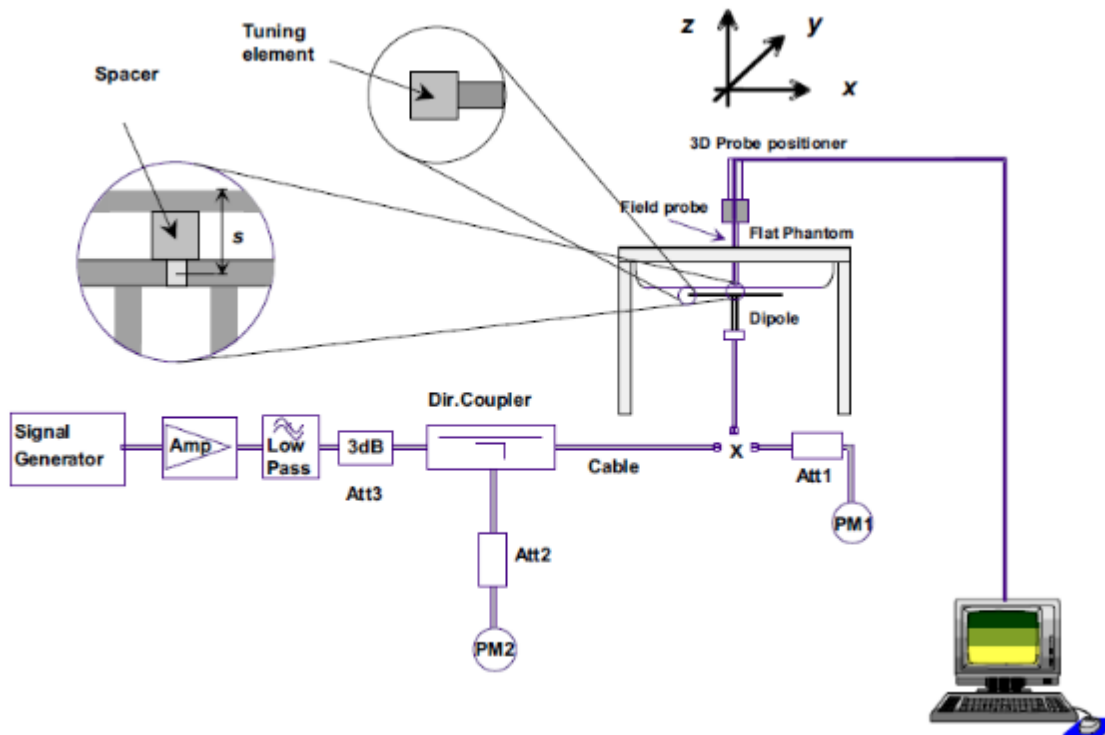 Tuning
element
Spacer
s
z
y
x
3D Probe positioner
Field probe
Flat Phantom
Dipole
Dir.Coupler
Signal
Generator
Amp
Low
Pass
3dB
Att3
Cable
X
Att1
PM1
Att2
PM2